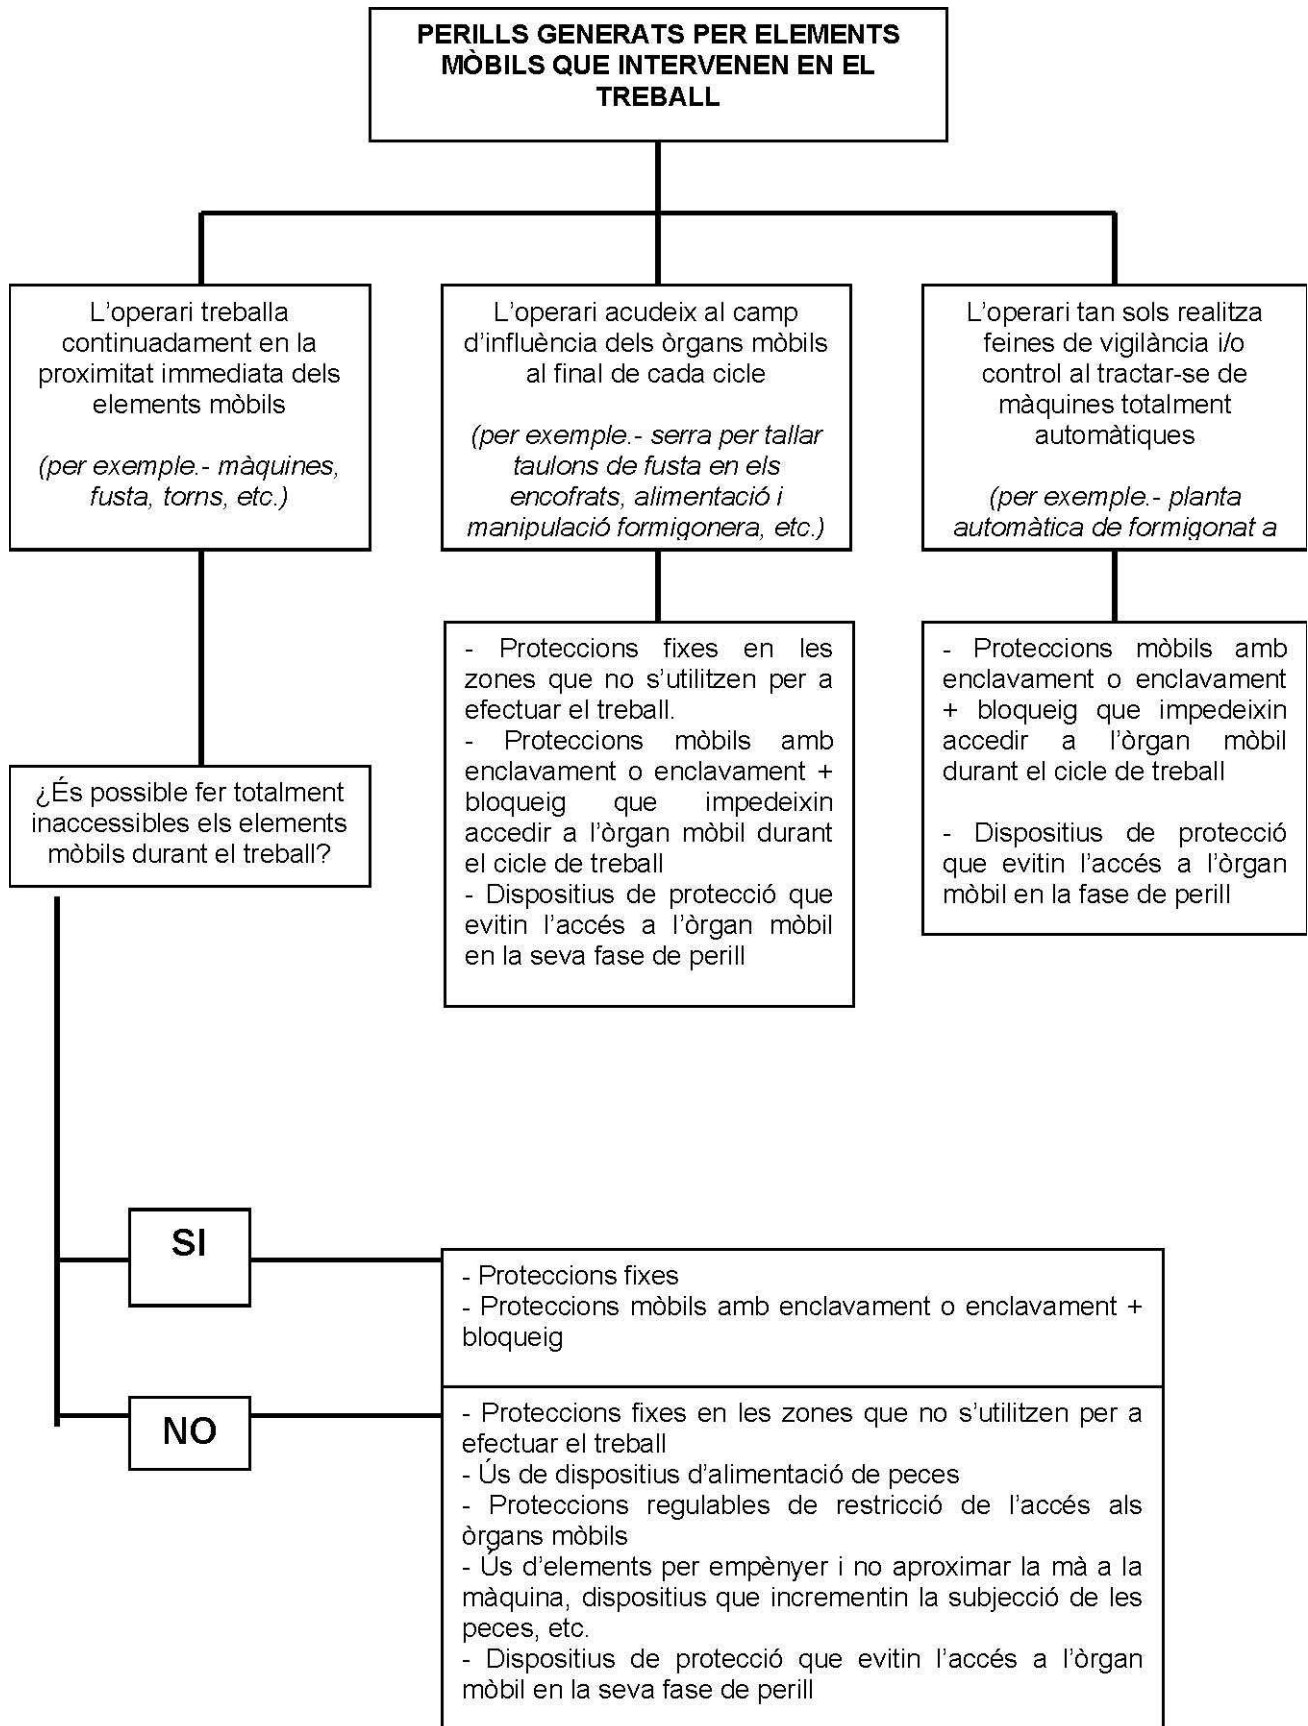 PERILLS GENERATS PER ELEMENTS
MÒBILS QUE INTERVENEN EN EL
TREBALL
L'operari treballa
continuadament en la
proximitat immediata dels
elements mòbils
(per exemple.- màquines,
fusta, torns, etc.)
L'operari acudeix al camp
d'influència dels òrgans mòbils
al final de cada cicle
(per exemple.- serra per tallar
taulons de fusta en els
encofrats, alimentació i
manipulació formigonera, etc.)
L'operari tan sols realitza
feines de vigilància i/o
control al tractar-se de
màquines totalment
automàtiques
(per exemple.- planta
automàtica de formigonat a
¿És possible fer totalment
inaccessibles els elements
mòbils durant el treball?
- Proteccions fixes en les
zones que no s'utilitzen per a
efectuar el treball.
- Proteccions mòbils amb
enclavament o enclavament +
bloqueig que impedeixin
accedir a l'òrgan mòbil durant
el cicle de treball
- Dispositius de protecció que
evitin l'accés a l'òrgan mòbil
en la seva fase de perill
- Proteccions mòbils amb
enclavament o enclavament
+ bloqueig que impedeixin
accedir a l'òrgan mòbil
durant el cicle de treball
- Dispositius de protecció
que evitin l'accés a l'òrgan
mòbil en la fase de perill
SI
- Proteccions fixes
- Proteccions mòbils amb enclavament o enclavament +
bloqueig
NO
- Proteccions fixes en les zones que no s'utilitzen per a
efectuar el treball
- Ús de dispositius d'alimentació de peces
- Proteccions regulables de restricció de l'accés als
òrgans mòbils
- Ús d'elements per empènyer i no aproximar la mà a la
màquina, dispositius que incrementin la subjecció de les
peces, etc.
- Dispositius de protecció que evitin l'accés a l'òrgan
mòbil en la seva fase de perill